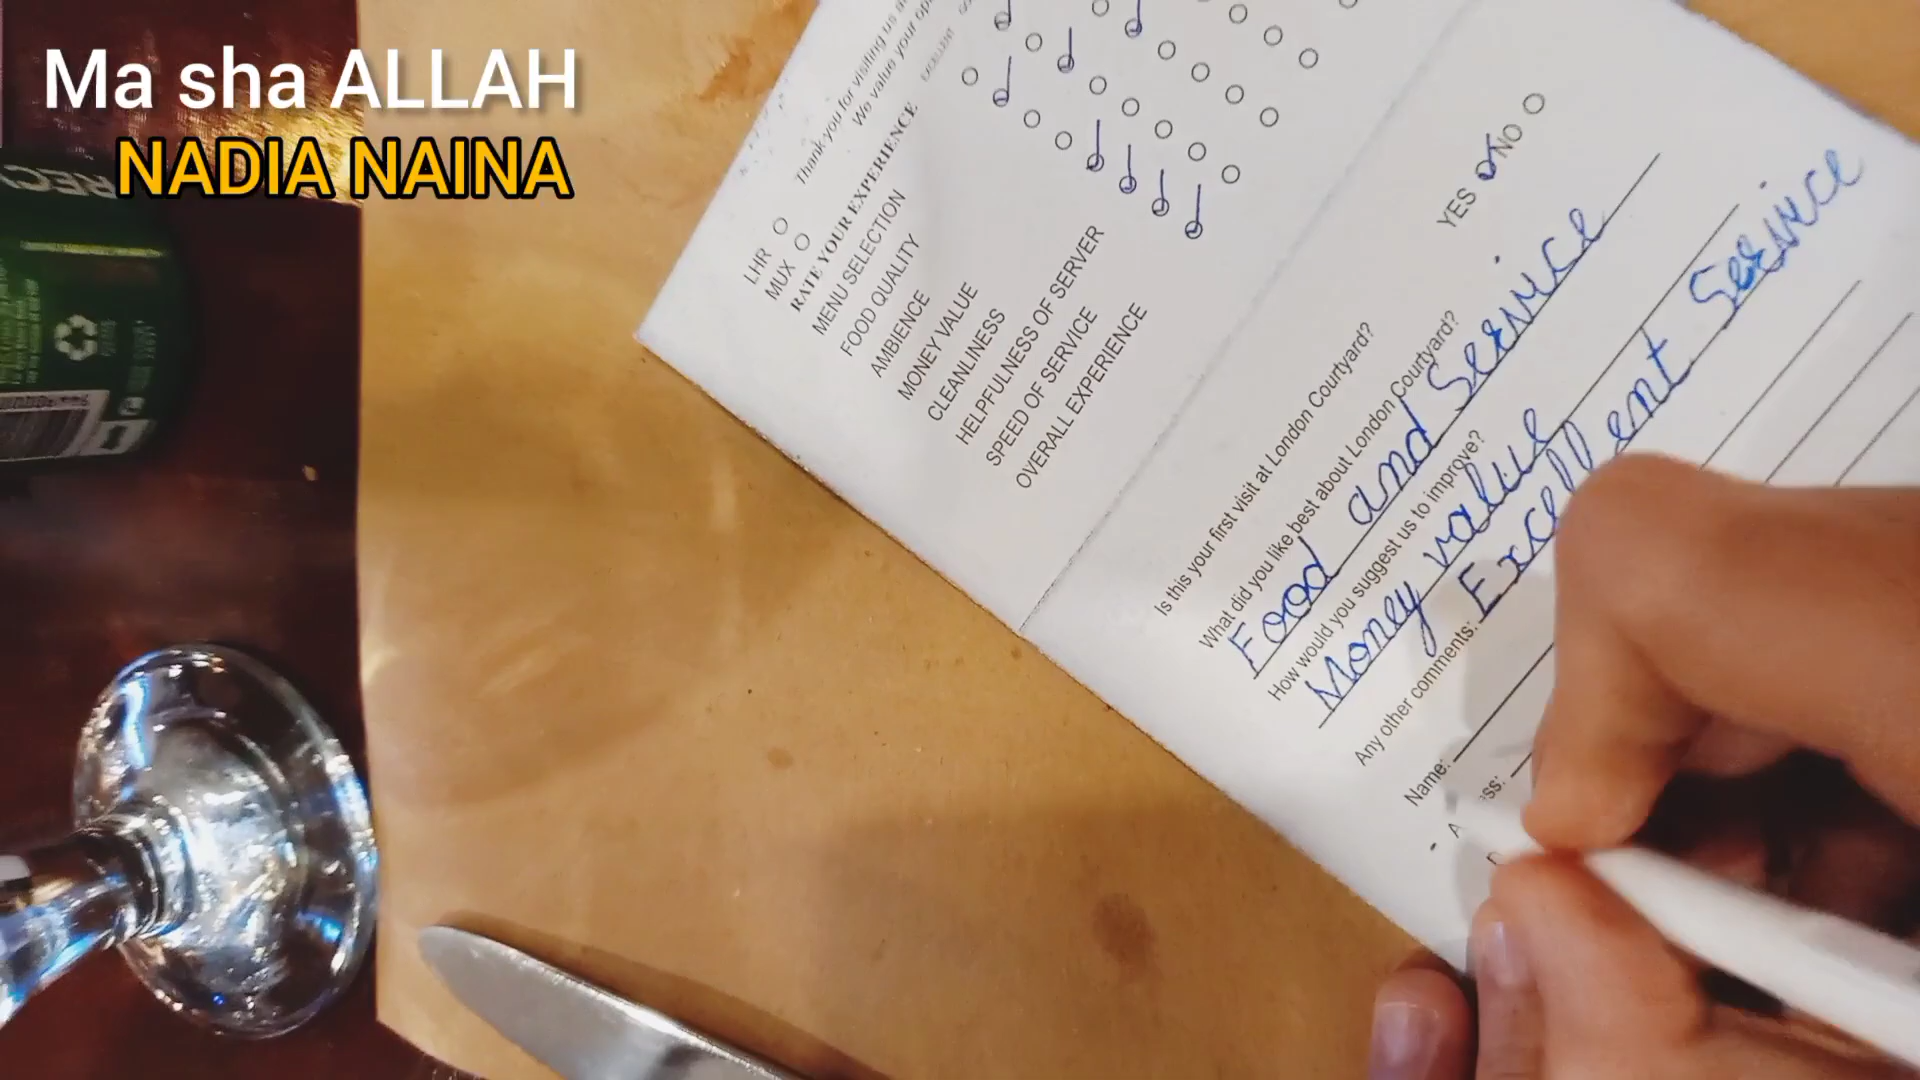 Ma sha ALLAH
NADIA NAINA
REC
Thank you for visiting us
We value your
EXCELLENT
LHR
MUX
RATE YOUR EXPERIENCE
MENU SELECTION
FOOD QUALITY
AMBIENCE
MONEY VALUE
CLEANLINESS
HELPFULNESS OF SERVER
SPEED OF SERVICE
OVERALL EXPERIENCE
Is this your first visit at London Courtyard? YES NO
What did you like best about London Courtyard?
Food and Service
How would you suggest us to improve?
Money value
Any other comments: Excellent Service
Name:
ss: